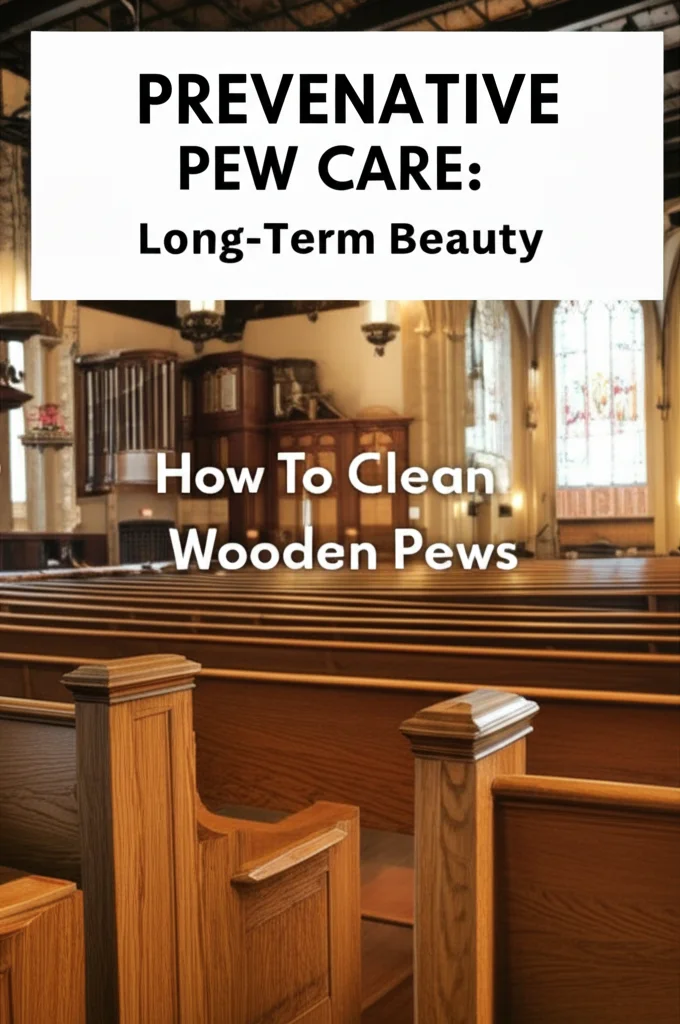 PREVENATIVE
PEW CARE:
Long-Term Beauty
How To Clean
Wooden Pews